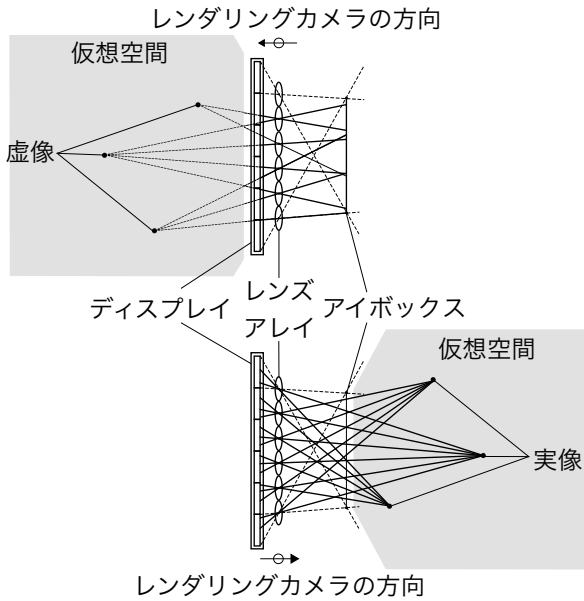 レンダリングカメラの方向
仮想空間
虚像
ディスプレイ
レンズ
アレイ
アイボックス
仮想空間
実像
レンダリングカメラの方向